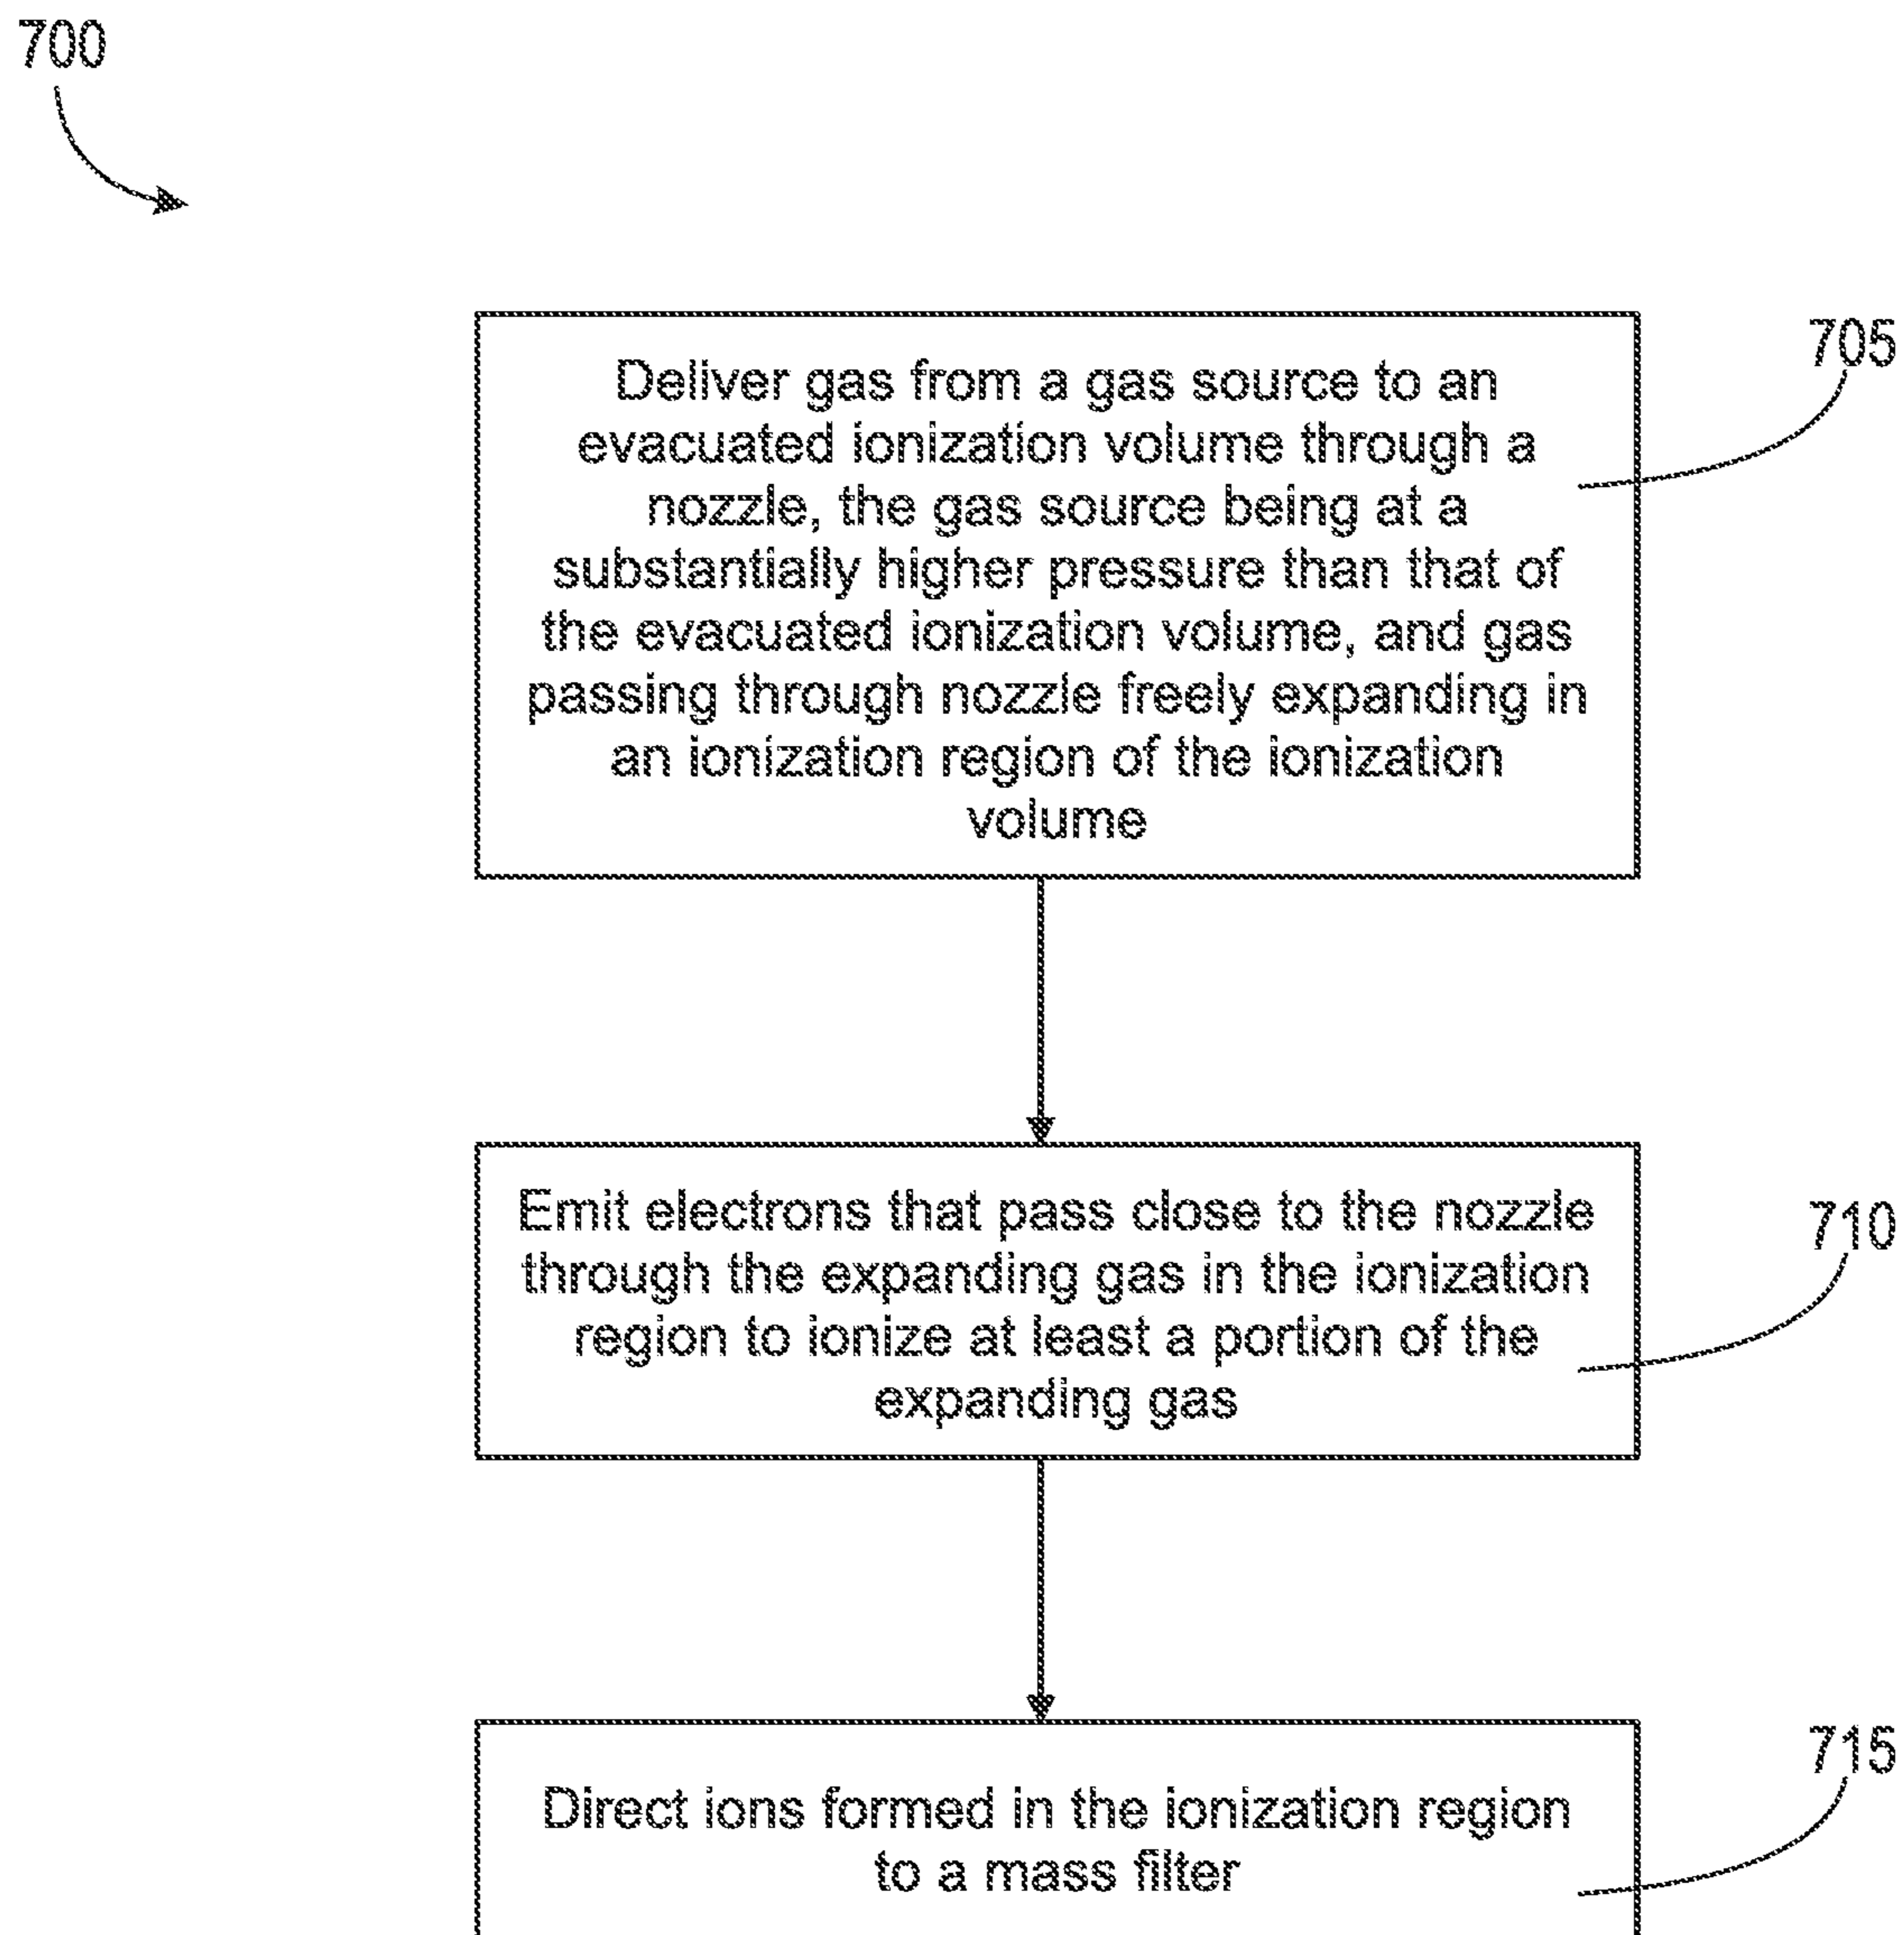 700
705
Deliver gas from a gas source to an
evacuated ionization volume through a
nozzle, the gas source being at a
substantially higher pressure than that of
the evacuated ionization volume, and gas
passing through nozzle freely expanding in
an ionization region of the ionization
volume
710
Emit electrons that pass close to the nozzle
through the expanding gas in the ionization
region to ionize at least a portion of the
expanding gas
715
Direct ions formed in the ionization region
to a mass filter